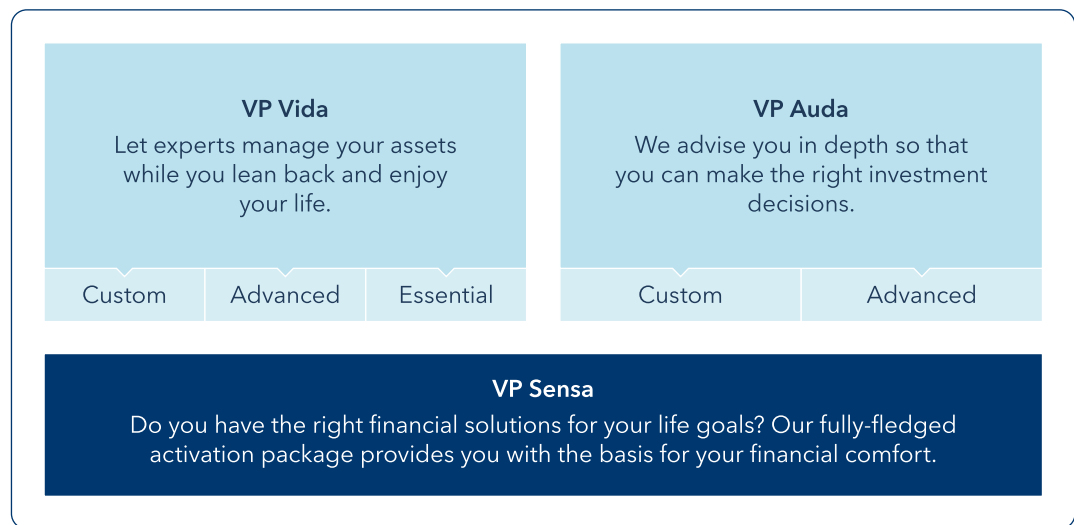 VP Vida
Let experts manage your assets
while you lean back and enjoy
your life.
Custom
Advanced
Essential
VP Auda
We advise you in depth so that
you can make the right investment
decisions.
Custom
Advanced
VP Sensa
Do you have the right financial solutions for your life goals? Our fully-fledged
activation package provides you with the basis for your financial comfort.